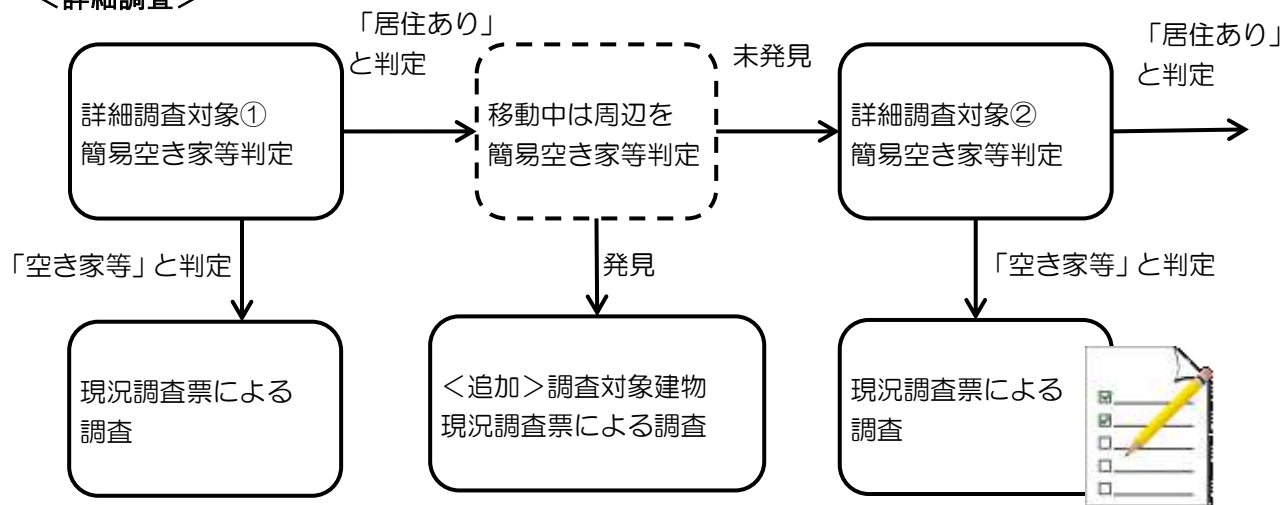 ＜詳細調査＞
「居住あり」
と判定
未発見
「居住あり」
と判定
詳細調査対象①
簡易空き家等判定
移動中は周辺を
簡易空き家等判定
詳細調査対象②
簡易空き家等判定
「空き家等」と判定
発見
「空き家等」と判定
現況調査票による
調査
＜追加＞調査対象建物
現況調査票による調査
現況調査票による
調査